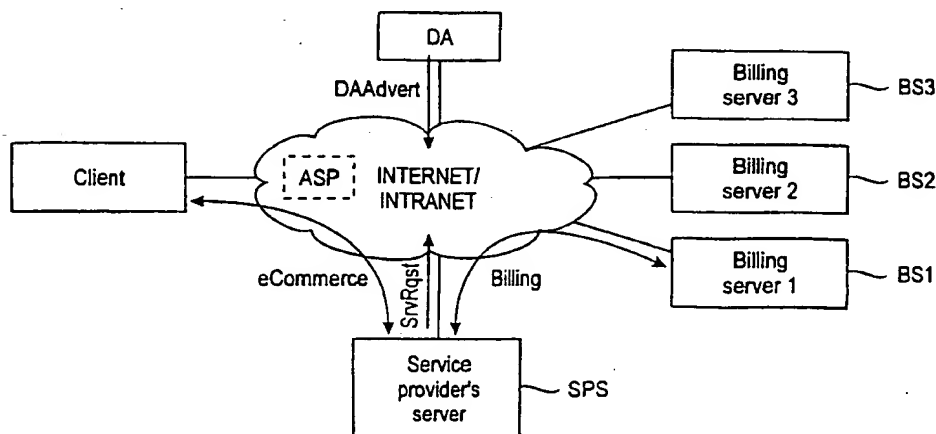 DA
DAAdvert
Billing
server 3
BS3
Client
ASP
INTERNET/
INTRANET
Billing
server 2
BS2
eCommerce
SrvRqst
Billing
Billing
server 1
BS1
Service
provider's
server
SPS